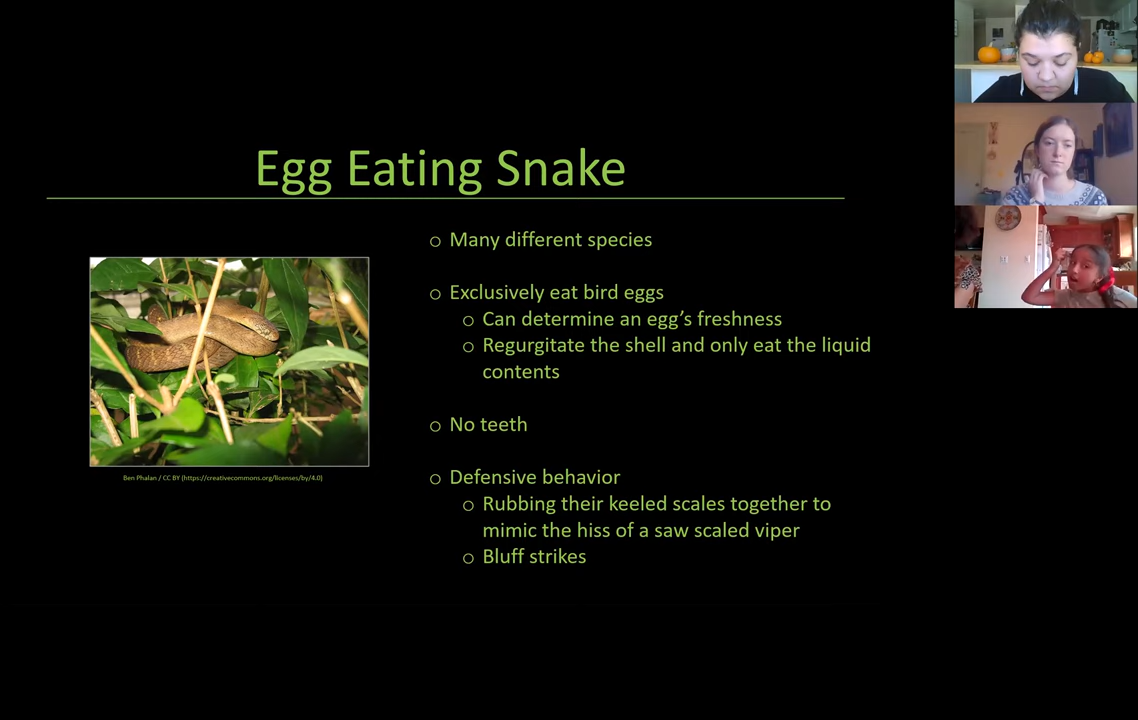 Egg Eating Snake
o Many different species
o Exclusively eat bird eggs
o Can determine an egg's freshness
o Regurgitate the shell and only eat the liquid
contents
o No teeth
o Defensive behavior
o Rubbing their keeled scales together to
mimic the hiss of a saw scaled viper
o Bluff strikes
Ben Phalan / CC BY (https://creativecommons.org/licenses/by/4.0)